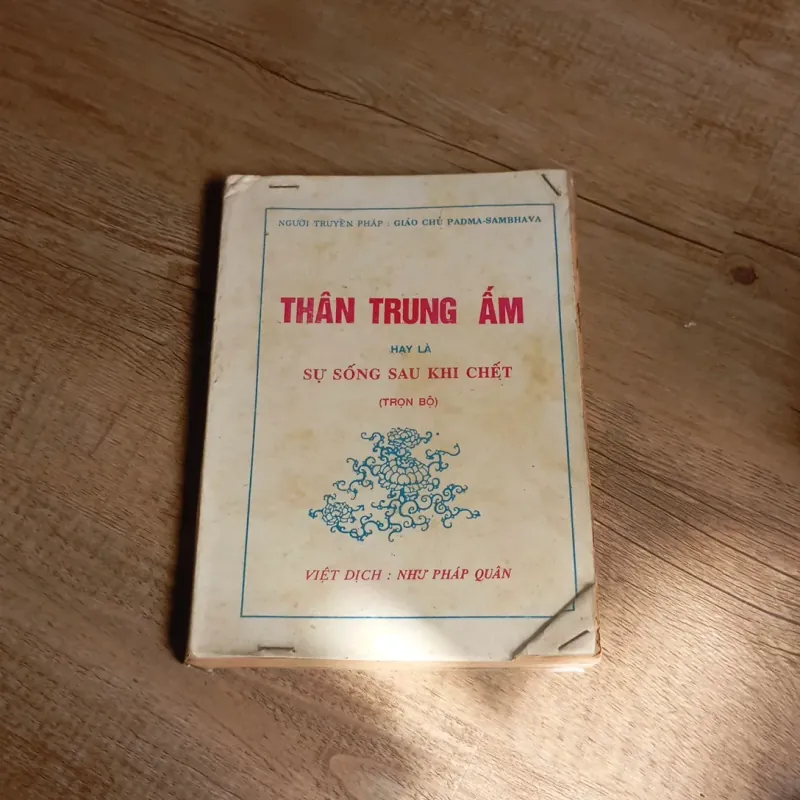 NGƯỜI TRUYỀN PHÁP : GIÁO CHỦ PADMA-SAMBHAVA
THÂN TRUNG ẤM
HAY LÀ
SỰ SỐNG SAU KHI CHẾT
(TRỌN BỘ)
VIỆT DỊCH : NHƯ PHÁP QUÂN